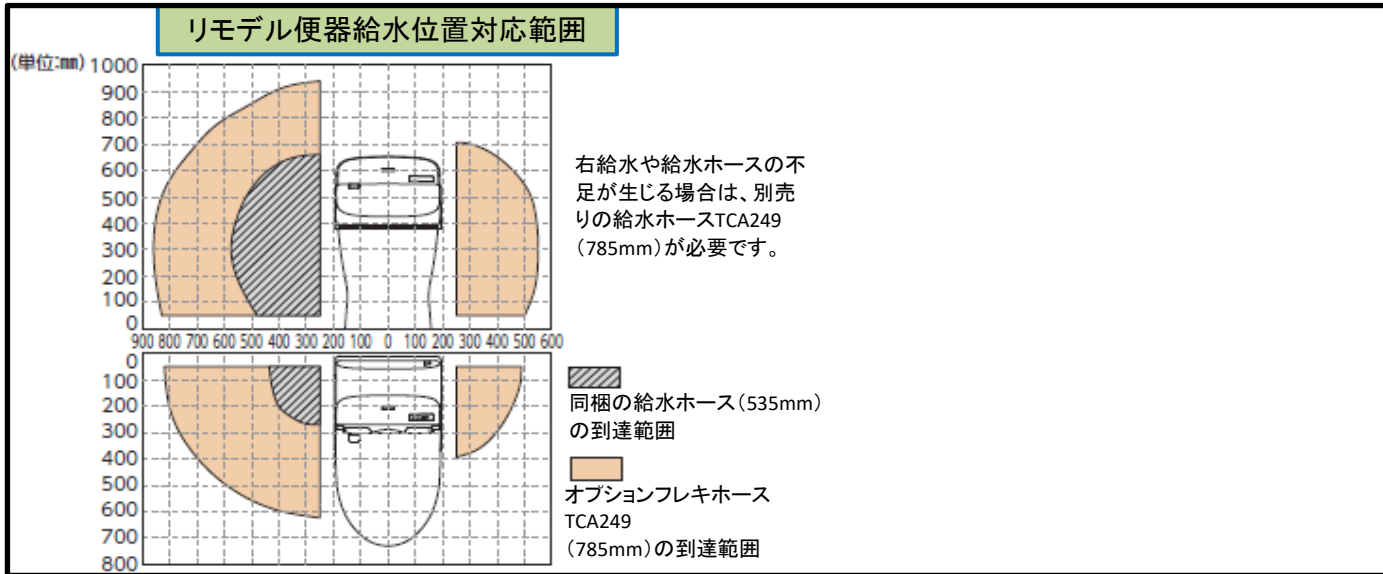 リモデル便器給水位置対応範囲
(単位:㎜)
1000
900
800
700
600
500
400
300
200
100
0
900 800 700 600 500 400 300 200 100 0 100 200 300 400 500 600
0
100
200
300
400
500
600
700
800
右給水や給水ホースの不
足が生じる場合は、別売
りの給水ホースTCA249
(785mm)が必要です。
同梱の給水ホース(535mm)
の到達範囲
オプションフレキホース
TCA249
(785mm)の到達範囲